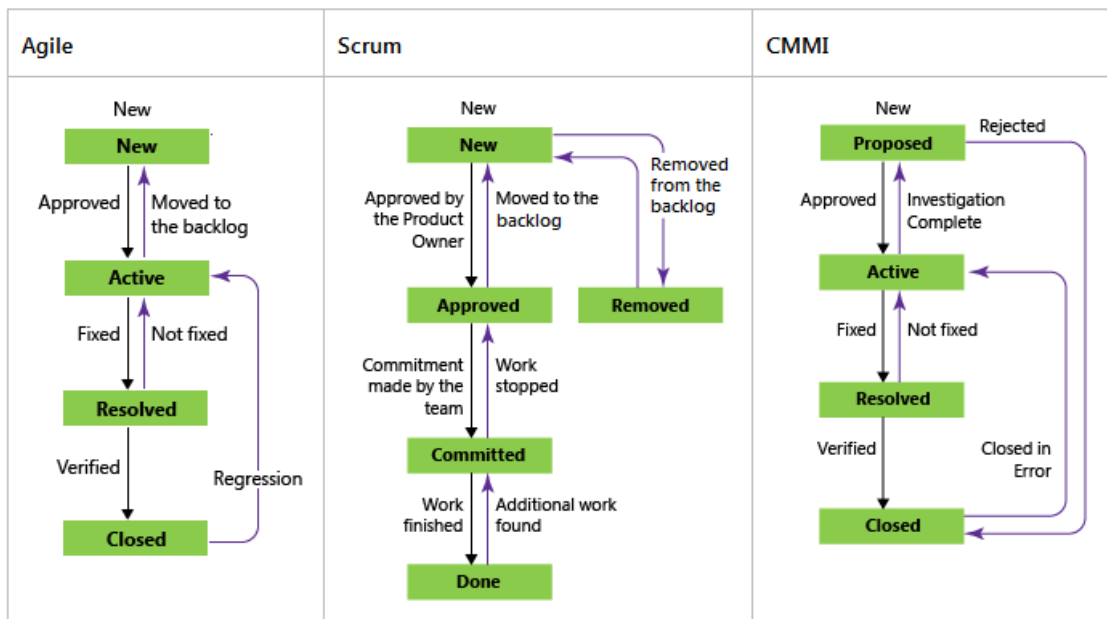 Agile
Scrum
CMMI
New
New
Approved
Moved to
the backlog
Active
Fixed
Not fixed
Resolved
Verified
Regression
Closed
New
New
Removed
from the
backlog
Approved by
the Product
Owner
Moved to the
backlog
Approved
Removed
Commitment
made by the
team
Work
stopped
Committed
Work
finished
Additional work
found
Done
New
Rejected
Proposed
Approved
Investigation
Complete
Active
Fixed
Not fixed
Resolved
Verified
Closed in
Error
Closed